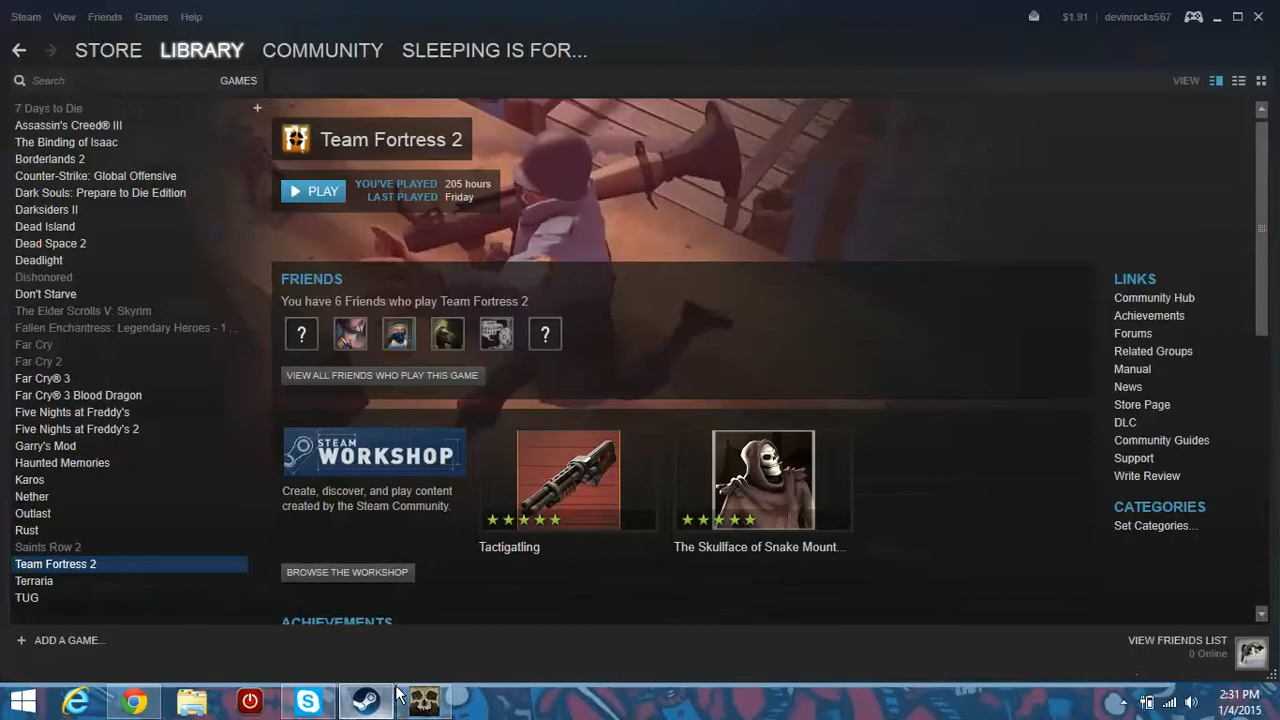 Steam View Friends Games Help
$1.91 devinrocks567
STORE LIBRARY COMMUNITY SLEEPING IS FOR...
Search GAMES
VIEW
7 Days to Die
Assassin's Creed® III
The Binding of Isaac
Borderlands 2
Counter-Strike: Global Offensive
Dark Souls: Prepare to Die Edition
Darksiders II
Dead Island
Dead Space 2
Deadlight
Dishonored
Don't Starve
The Elder Scrolls V: Skyrim
Fallen Enchantress: Legendary Heroes - 1 ...
Far Cry
Far Cry 2
Far Cry® 3
Far Cry® 3 Blood Dragon
Five Nights at Freddy's
Five Nights at Freddy's 2
Garry's Mod
Haunted Memories
Karos
Nether
Outlast
Rust
Saints Row 2
Team Fortress 2
Terraria
TUG
+ ADD A GAME...
Team Fortress 2
PLAY
YOU'VE PLAYED 205 hours
LAST PLAYED Friday
FRIENDS
You have 6 Friends who play Team Fortress 2
? ?
VIEW ALL FRIENDS WHO PLAY THIS GAME
STEAM
WORKSHOP
Create, discover, and play content
created by the Steam Community.
BROWSE THE WORKSHOP
Tactigatling
The Skullface of Snake Mount...
ACHIEVEMENTS
LINKS
Community Hub
Achievements
Forums
Related Groups
Manual
News
Store Page
DLC
Community Guides
Support
Write Review
CATEGORIES
Set Categories...
VIEW FRIENDS LIST
0 Online
2:31 PM
1/4/2015